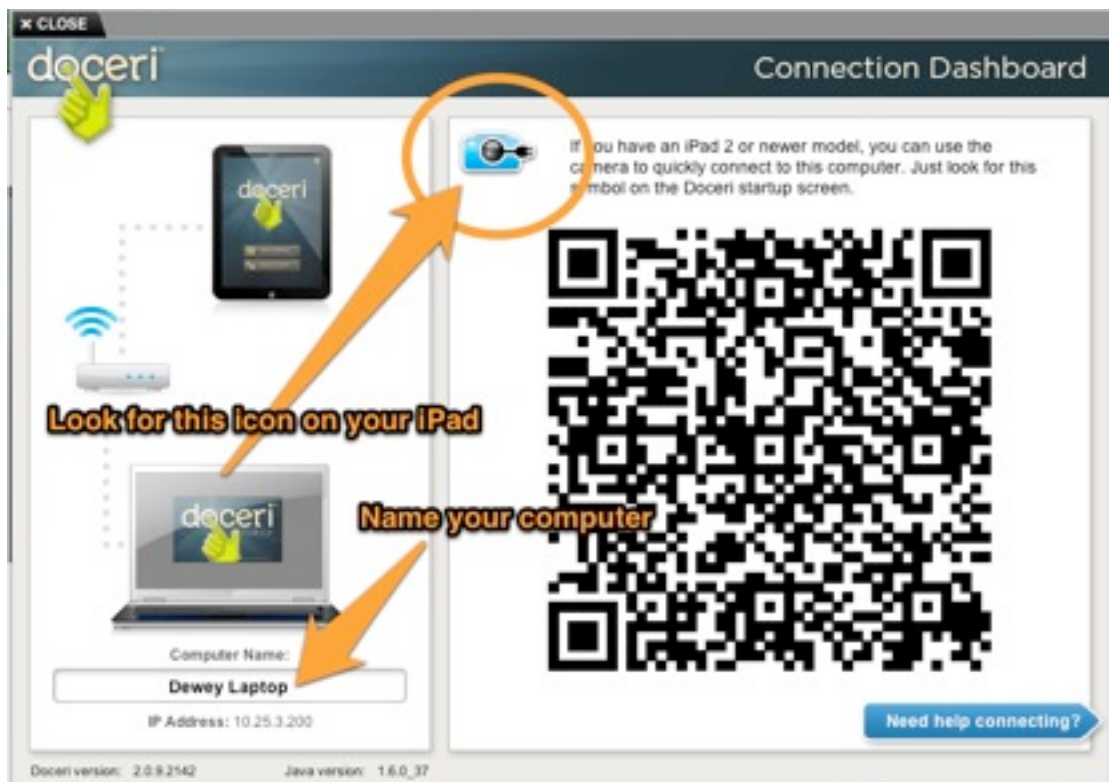 × CLOSE
doceri
Connection Dashboard
doceri
If you have an iPad 2 or newer model, you can use the
camera to quickly connect to this computer. Just look for this
symbol on the Doceri startup screen.
Look for this icon on your iPad
doceri
Name your computer
Computer Name:
Dewey Laptop
IP Address: 10.25.3.200
Need help connecting?
Doceri version: 2.0.9.2142
Java version: 1.6.0_37